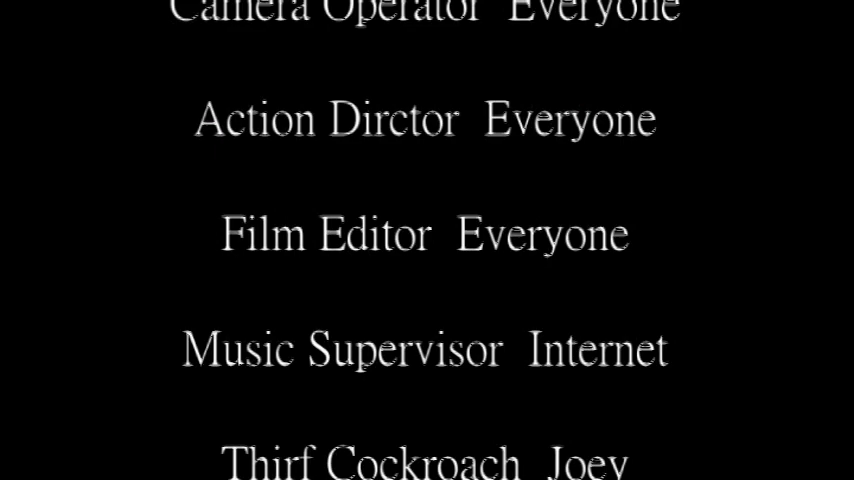 Camera Operator  Everyone
Action Dirctor  Everyone
Film Editor  Everyone
Music Supervisor  Internet
Thirf Cockroach  Joey